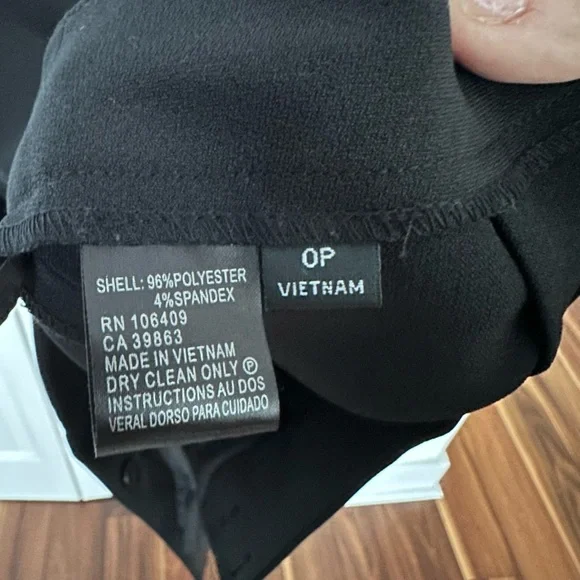 SHELL: 96%POLYESTER
4%SPANDEX
RN 106409
CA 39863
MADE IN VIETNAM
DRY CLEAN ONLY Ⓟ
INSTRUCTIONS AU DOS
VERAL DORSO PARA CUIDADO
OP
VIETNAM